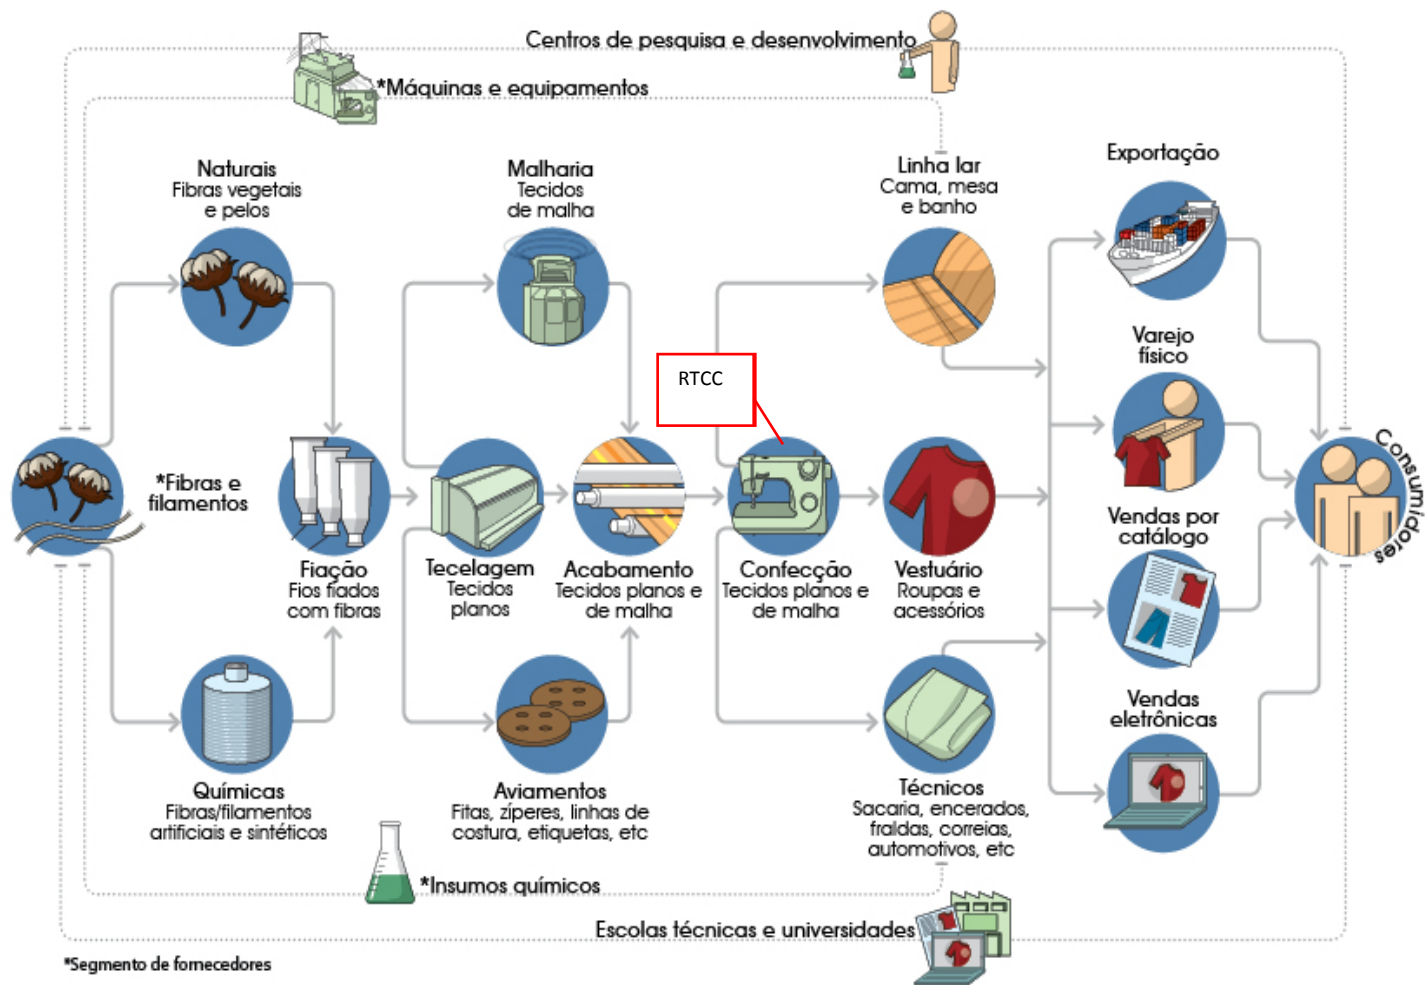 Centros de pesquisa e desenvolvimento
*Máquinas e equipamentos
Naturais
Fibras vegetais
e pelos
Malharia
Tecidos
de malha
Linha lar
Cama, mesa
e banho
Exportação
Varejo
físico
RTCC
*Fibras e
filamentos
Fiação
Fios fiados
com fibras
Tecelagem
Tecidos
planos
Acabamento
Tecidos planos e
de malha
Confecção
Tecidos planos e
de malha
Vestuário
Roupas e
acessórios
Vendas por
catálogo
Consumidores
Químicas
Fibras/filamentos
artificiais e sintéticos
Aviamentos
Fitas, zíperes, linhas de
costura, etiquetas, etc
Técnicos
Sacaria, encerados,
fraldas, correias,
automotivos, etc
Vendas
eletrônicas
*Insumos químicos
Escolas técnicas e universidades
*Segmento de fornecedores